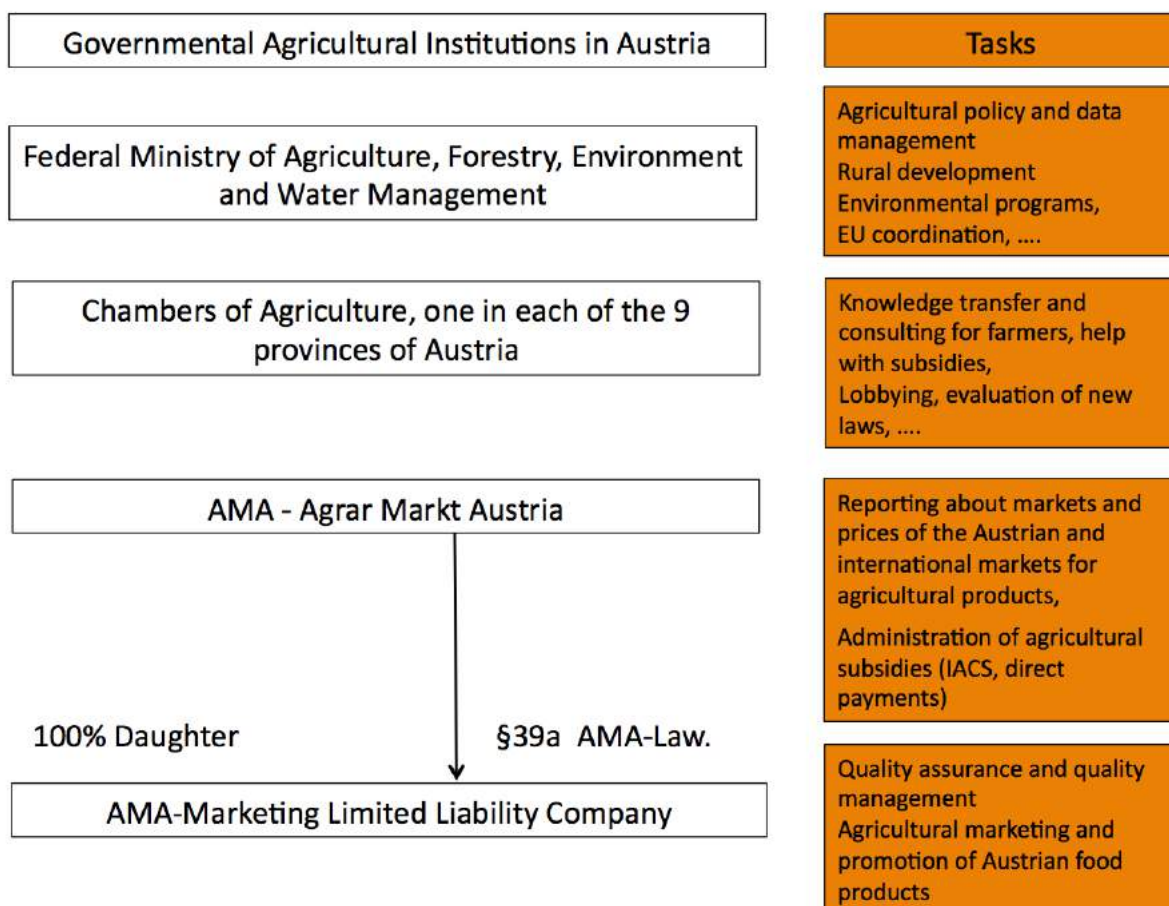 Governmental Agricultural Institutions in Austria
Tasks
Federal Ministry of Agriculture, Forestry, Environment
and Water Management
Agricultural policy and data
management
Rural development
Environmental programs,
EU coordination, ....
Chambers of Agriculture, one in each of the 9
provinces of Austria
Knowledge transfer and
consulting for farmers, help
with subsidies,
Lobbying, evaluation of new
laws, ....
AMA - Agrar Markt Austria
Reporting about markets and
prices of the Austrian and
international markets for
agricultural products,
Administration of agricultural
subsidies (IACS, direct
payments)
100% Daughter
§39a AMA-Law.
AMA-Marketing Limited Liability Company
Quality assurance and quality
management
Agricultural marketing and
promotion of Austrian food
products